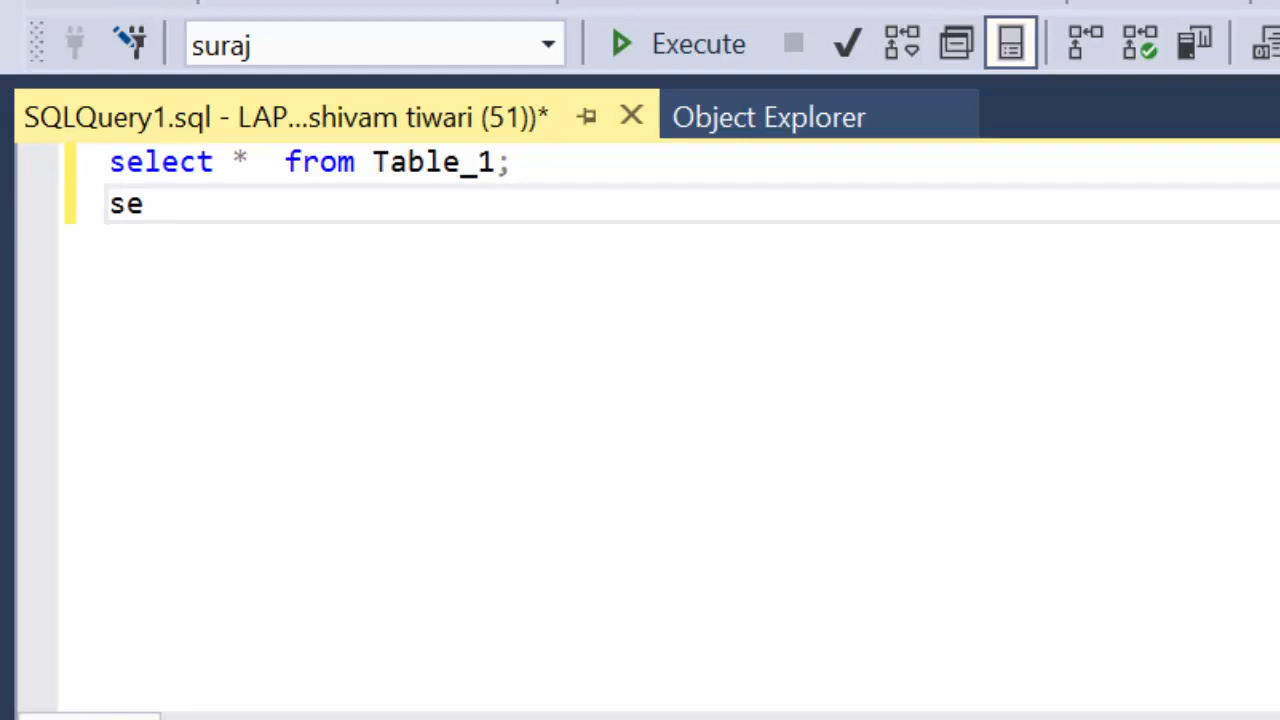 suraj
Execute
SQLQuery1.sql - LAP...shivam tiwari (51))*
Object Explorer
select *  from Table_1;
se